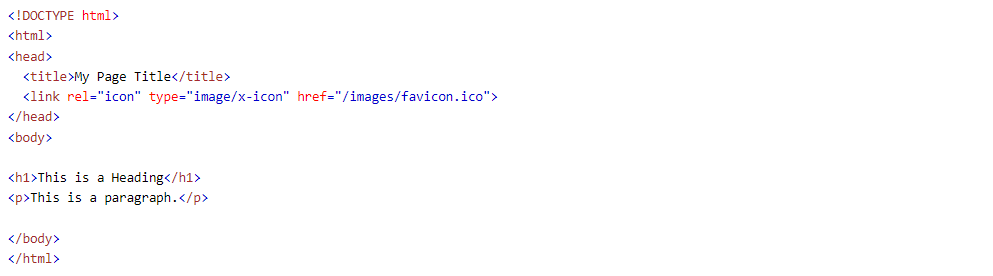 <!DOCTYPE html>
<html>
<head>
  <title>My Page Title</title>
  <link rel="icon" type="image/x-icon" href="/images/favicon.ico">
</head>
<body>

<h1>This is a Heading</h1>
<p>This is a paragraph.</p>

</body>
</html>